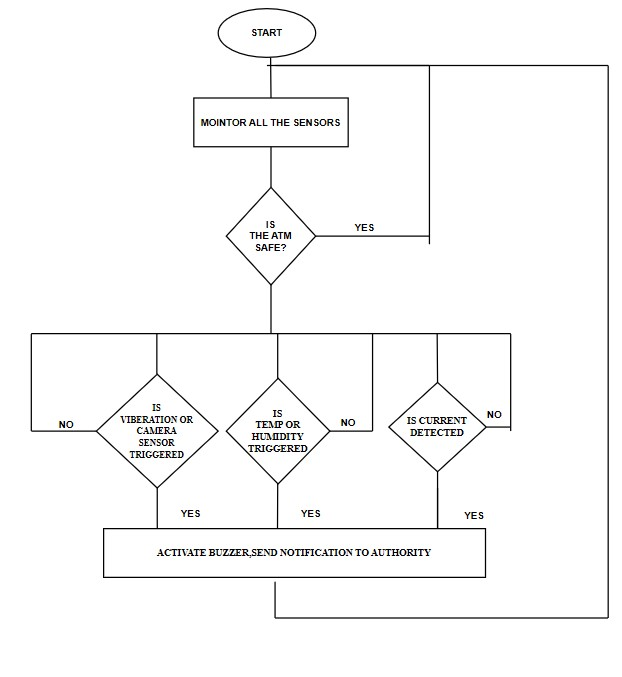 START
MOINTOR ALL THE SENSORS
IS
THE ATM
SAFE?
YES
IS
VIBERATION OR
CAMERA
SENSOR
TRIGGERED
NO
IS
TEMP OR
HUMIDITY
TRIGGERED
NO
IS CURRENT
DETECTED
NO
YES
YES
YES
ACTIVATE BUZZER,SEND NOTIFICATION TO AUTHORITY